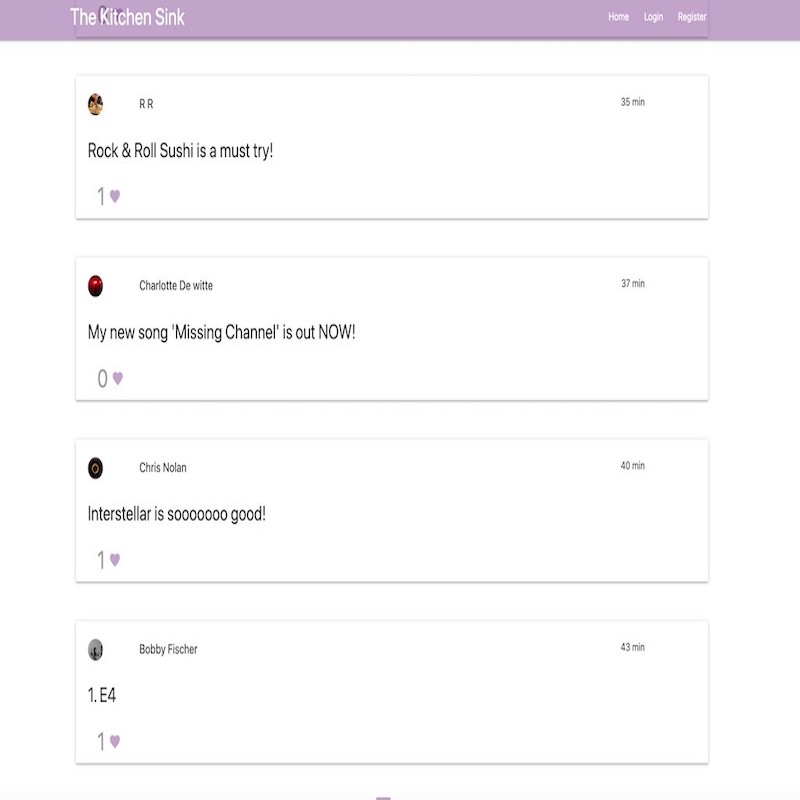 The Kitchen Sink
Home Login Register
R R 35 min
Rock & Roll Sushi is a must try!
1
Charlotte De witte 37 min
My new song 'Missing Channel' is out NOW!
0
Chris Nolan 40 min
Interstellar is sooooooo good!
1
Bobby Fischer 43 min
1. E4
1